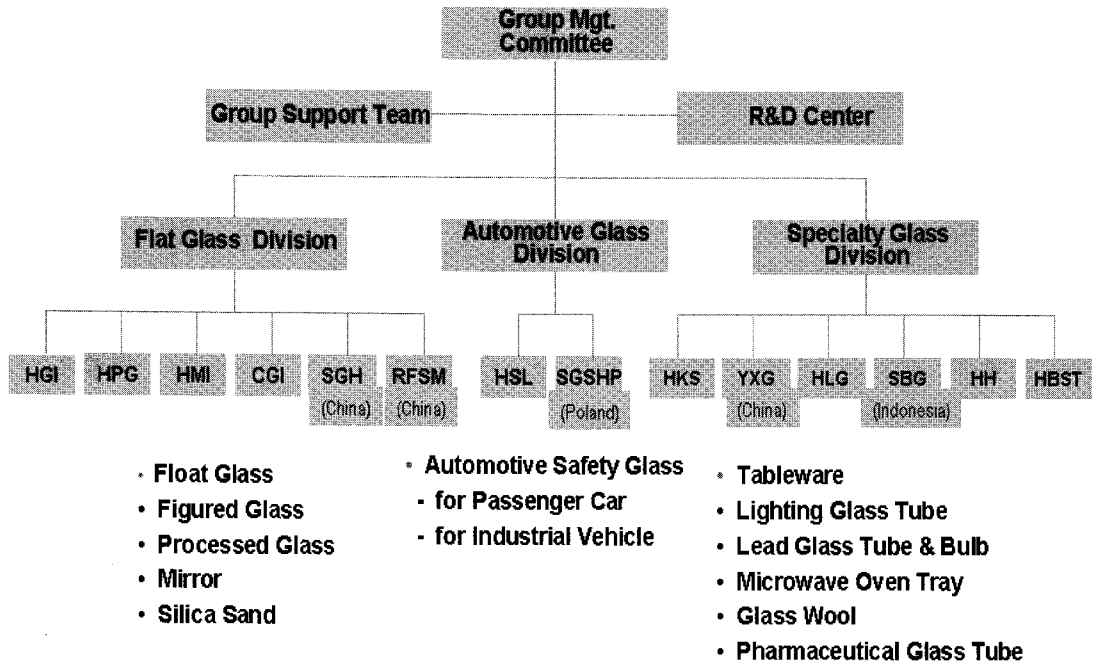 Group Mgt.
Committee
Group Support Team
R&D Center
Flat Glass Division
Automotive Glass
Division
Specialty Glass
Division
HGI
HPG
HMI
CGI
SGH
(China)
RFSM
(China)
HSL
SGSHP
(Poland)
HKS
YXG
(China)
HLG
SBG
(Indonesia)
HH
HBST
• Float Glass
• Figured Glass
• Processed Glass
• Mirror
• Silica Sand
• Automotive Safety Glass
- for Passenger Car
- for Industrial Vehicle
• Tableware
• Lighting Glass Tube
• Lead Glass Tube & Bulb
• Microwave Oven Tray
• Glass Wool
• Pharmaceutical Glass Tube